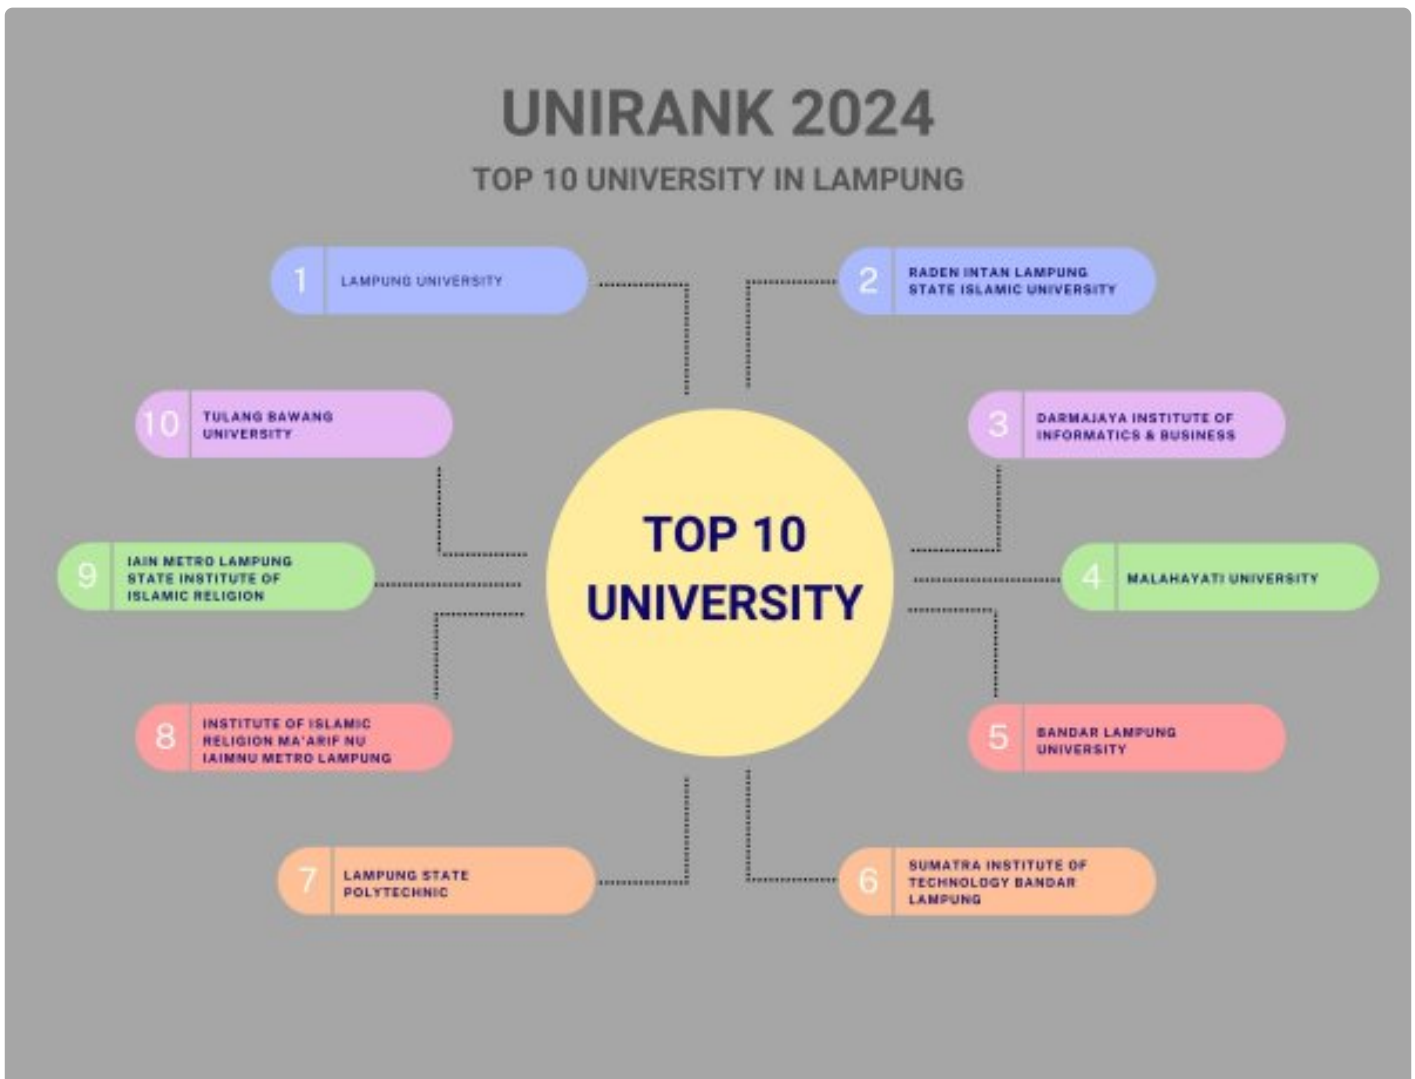 UNIRANK 2024
TOP 10 UNIVERSITY IN LAMPUNG
1
LAMPUNG UNIVERSITY
2
RADEN INTAN LAMPUNG
STATE ISLAMIC UNIVERSITY
3
DARMAJAYA INSTITUTE OF
INFORMATICS & BUSINESS
4
MALAHAYATI UNIVERSITY
5
BANDAR LAMPUNG
UNIVERSITY
6
SUMATRA INSTITUTE OF
TECHNOLOGY BANDAR
LAMPUNG
7
LAMPUNG STATE
POLYTECHNIC
8
INSTITUTE OF ISLAMIC
RELIGION MA'ARIF NU
IAIMNU METRO LAMPUNG
9
IAIN METRO LAMPUNG
STATE INSTITUTE OF
ISLAMIC RELIGION
10
TULANG BAWANG
UNIVERSITY
TOP 10
UNIVERSITY